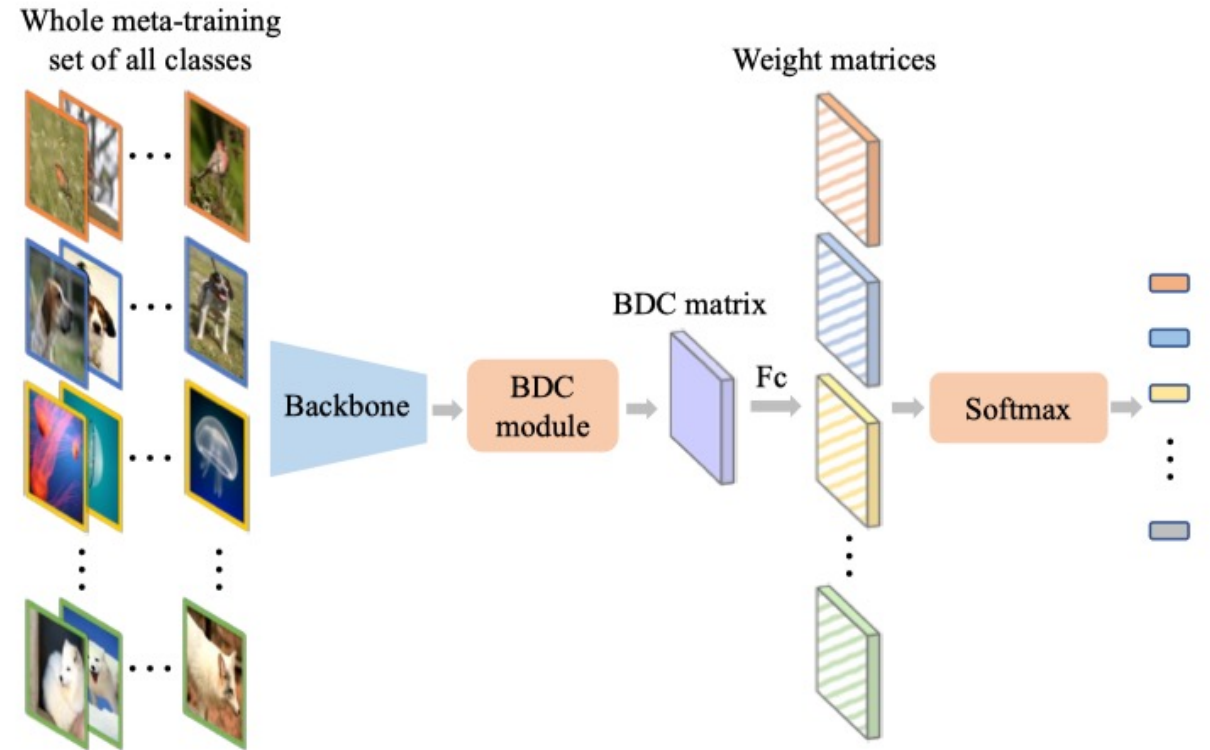 Whole meta-training
set of all classes
Weight matrices
BDC matrix
Backbone
BDC
module
Fc
Softmax